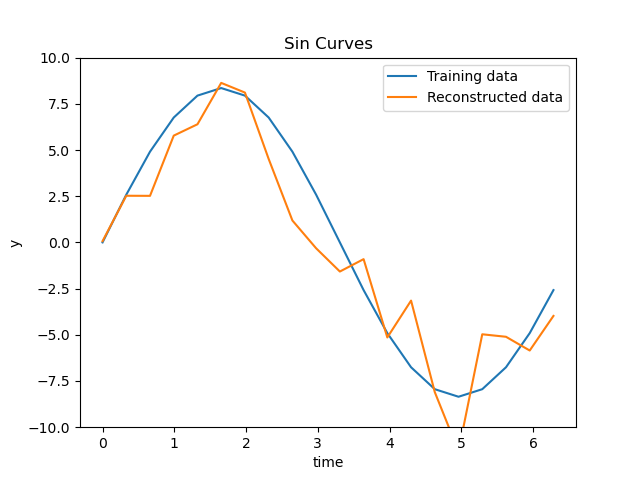 Sin Curves
Training data
Reconstructed data
10.0
7.5
5.0
2.5
0.0
−2.5
−5.0
−7.5
−10.0
y
0 1 2 3 4 5 6
time